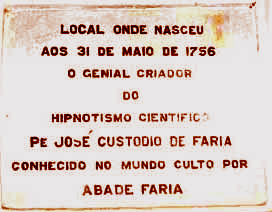 LOCAL ONDE NASCEU
AOS 31 DE MAIO DE 1756
O GENIAL CRIADOR
DO
HIPNOTISMO CIENTIFICO
PE JOSÉ CUSTODIO DE FARIA
CONHECIDO NO MUNDO CULTO POR
ABADE FARIA